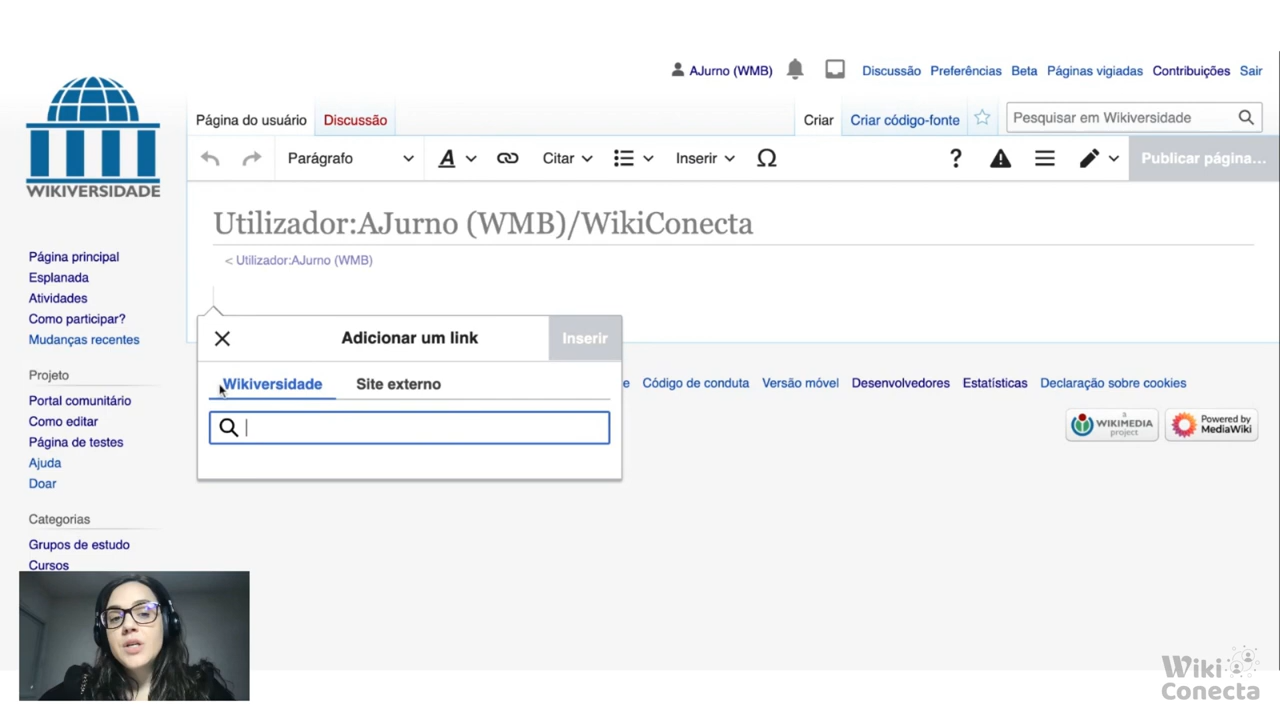 AJurno (WMB) Discussão Preferências Beta Páginas vigiadas Contribuições Sair
Página do usuário Discussão Criar Criar código-fonte Pesquisar em Wikiversidade
WIKIVERSIDADE
Parágrafo A Citar Inserir Ω ? Publicar página...
Utilizador:AJurno (WMB)/WikiConecta
< Utilizador:AJurno (WMB)
Página principal
Esplanada
Atividades
Como participar?
Mudanças recentes
Projeto
Portal comunitário
Como editar
Página de testes
Ajuda
Doar
Categorias
Grupos de estudo
Cursos
Adicionar um link Inserir
Wikiversidade Site externo
e Código de conduta Versão móvel Desenvolvedores Estatísticas Declaração sobre cookies
a WIKIMEDIA project
Powered by MediaWiki
Wiki
Conecta